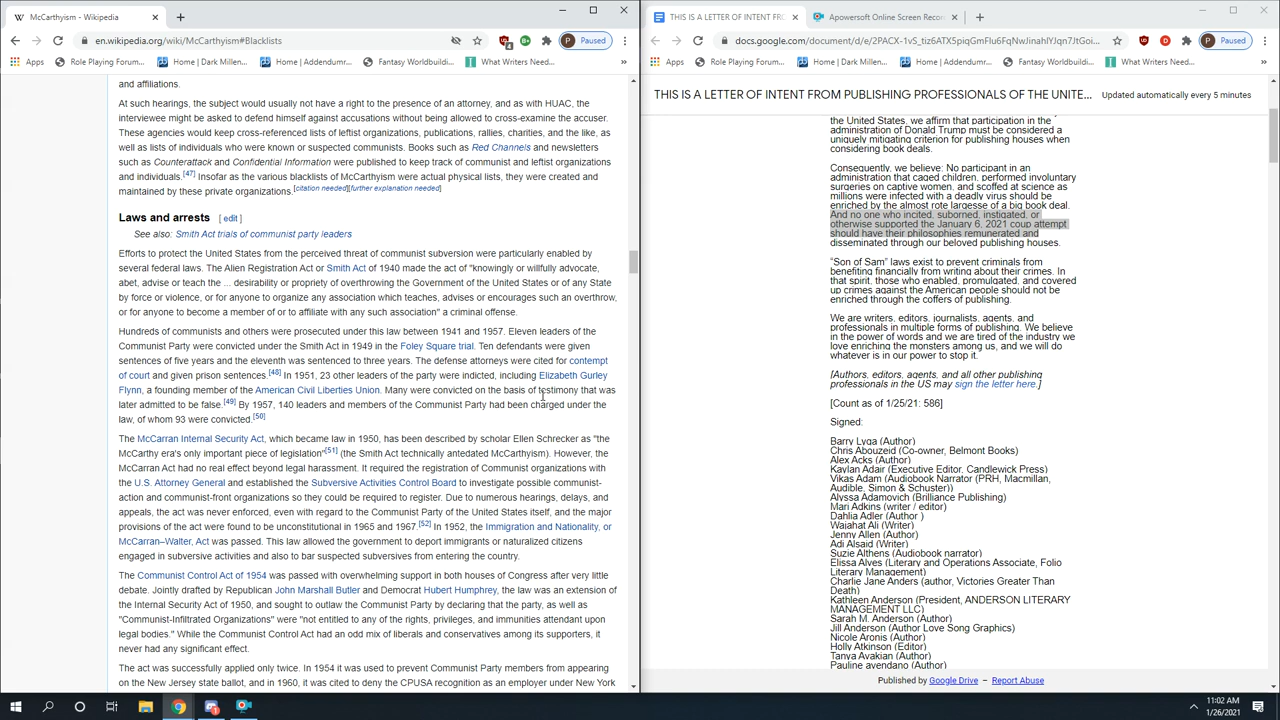 McCarthyism - Wikipedia
en.wikipedia.org/wiki/McCarthyism#Blacklists
Paused
Apps
Role Playing Forum...
Home | Dark Millen...
Home | Addendum...
Fantasy Worldbuildi...
What Writers Need...
and affiliations.
At such hearings, the subject would usually not have a right to the presence of an attorney, and as with HUAC, the
interviewee might be asked to defend himself against accusations without being allowed to cross-examine the accuser.
These agencies would keep cross-referenced lists of leftist organizations, publications, rallies, charities, and the like, as
well as lists of individuals who were known or suspected communists. Books such as Red Channels and newsletters
such as Counterattack and Confidential Information were published to keep track of communist and leftist organizations
and individuals.[47] Insofar as the various blacklists of McCarthyism were actual physical lists, they were created and
maintained by these private organizations.[citation needed][further explanation needed]
Laws and arrests [ edit ]
See also: Smith Act trials of communist party leaders
Efforts to protect the United States from the perceived threat of communist subversion were particularly enabled by
several federal laws. The Alien Registration Act or Smith Act of 1940 made the act of "knowingly or willfully advocate,
abet, advise or teach the ... desirability or propriety of overthrowing the Government of the United States or of any State
by force or violence, or for anyone to organize any association which teaches, advises or encourages such an overthrow,
or for anyone to become a member of or to affiliate with any such association" a criminal offense.
Hundreds of communists and others were prosecuted under this law between 1941 and 1957. Eleven leaders of the
Communist Party were convicted under the Smith Act in 1949 in the Foley Square trial. Ten defendants were given
sentences of five years and the eleventh was sentenced to three years. The defense attorneys were cited for contempt
of court and given prison sentences.[48] In 1951, 23 other leaders of the party were indicted, including Elizabeth Gurley
Flynn, a founding member of the American Civil Liberties Union. Many were convicted on the basis of testimony that was
later admitted to be false.[49] By 1957, 140 leaders and members of the Communist Party had been charged under the
law, of whom 93 were convicted.[50]
The McCarran Internal Security Act, which became law in 1950, has been described by scholar Ellen Schrecker as "the
McCarthy era's only important piece of legislation"[51] (the Smith Act technically antedated McCarthyism). However, the
McCarran Act had no real effect beyond legal harassment. It required the registration of Communist organizations with
the U.S. Attorney General and established the Subversive Activities Control Board to investigate possible communist-
action and communist-front organizations so they could be required to register. Due to numerous hearings, delays, and
appeals, the act was never enforced, even with regard to the Communist Party of the United States itself, and the major
provisions of the act were found to be unconstitutional in 1965 and 1967.[52] In 1952, the Immigration and Nationality, or
McCarran–Walter, Act was passed. This law allowed the government to deport immigrants or naturalized citizens
engaged in subversive activities and also to bar suspected subversives from entering the country.
The Communist Control Act of 1954 was passed with overwhelming support in both houses of Congress after very little
debate. Jointly drafted by Republican John Marshall Butler and Democrat Hubert Humphrey, the law was an extension of
the Internal Security Act of 1950, and sought to outlaw the Communist Party by declaring that the party, as well as
"Communist-Infiltrated Organizations" were "not entitled to any of the rights, privileges, and immunities attendant upon
legal bodies." While the Communist Control Act had an odd mix of liberals and conservatives among its supporters, it
never had any significant effect.
The act was successfully applied only twice. In 1954 it was used to prevent Communist Party members from appearing
on the New Jersey state ballot, and in 1960, it was cited to deny the CPUSA recognition as an employer under New York
THIS IS A LETTER OF INTENT FRO
Apowersoft Online Screen Reco
Paused
Apps
Role Playing Forum...
Home | Dark Millen...
Home | Addendumr...
Fantasy Worldbuildi...
What Writers Need...
THIS IS A LETTER OF INTENT FROM PUBLISHING PROFESSIONALS OF THE UNITE... Updated automatically every 5 minutes
the United States, we affirm that participation in the
administration of Donald Trump must be considered a
uniquely mitigating criterion for publishing houses when
considering book deals.
Consequently, we believe: No participant in an
administration that caged children, performed involuntary
surgeries on captive women, and scoffed at science as
millions were infected with a deadly virus should be
enriched by the almost rote largesse of a big book deal.
And no one who incited, suborned, instigated, or
otherwise supported the January 6, 2021 coup attempt
should have their philosophies remunerated and
disseminated through our beloved publishing houses.
“Son of Sam” laws exist to prevent criminals from
benefiting financially from writing about their crimes. In
that spirit, those who enabled, promulgated, and covered
up crimes against the American people should not be
enriched through the coffers of publishing.
We are writers, editors, journalists, agents, and
professionals in multiple forms of publishing. We believe
in the power of words and we are tired of the industry we
love enriching the monsters among us, and we will do
whatever is in our power to stop it.
[Authors, editors, agents, and all other publishing
professionals in the US may sign the letter here.]
[Count as of 1/25/21: 586]
Signed:
Barry Lyga (Author)
Chris Abouzeid (Co-owner, Belmont Books)
Alex Acks (Author)
Kaylan Adair (Executive Editor, Candlewick Press)
Vikas Adam (Audiobook Narrator (PRH, Macmillan,
Audible, Simon & Schuster))
Alyssa Adamovich (Brilliance Publishing)
Mari Adkins (writer / editor)
Dahlia Adler (Author )
Wajahat Ali (Writer)
Jenny Allen (Author)
Adi Alsaid (Writer)
Suzie Althens (Audiobook narrator)
Elissa Alves (Literary and Operations Associate, Folio
Literary Management)
Charlie Jane Anders (author, Victories Greater Than
Death)
Kathleen Anderson (President, ANDERSON LITERARY
MANAGEMENT LLC)
Sarah M. Anderson (Author)
Jill Anderson (Author Love Song Graphics)
Nicole Aronis (Author)
Holly Atkinson (Editor)
Tanya Avakian (Author)
Pauline avendano (Author)
Published by Google Drive – Report Abuse
11:02 AM
1/26/2021